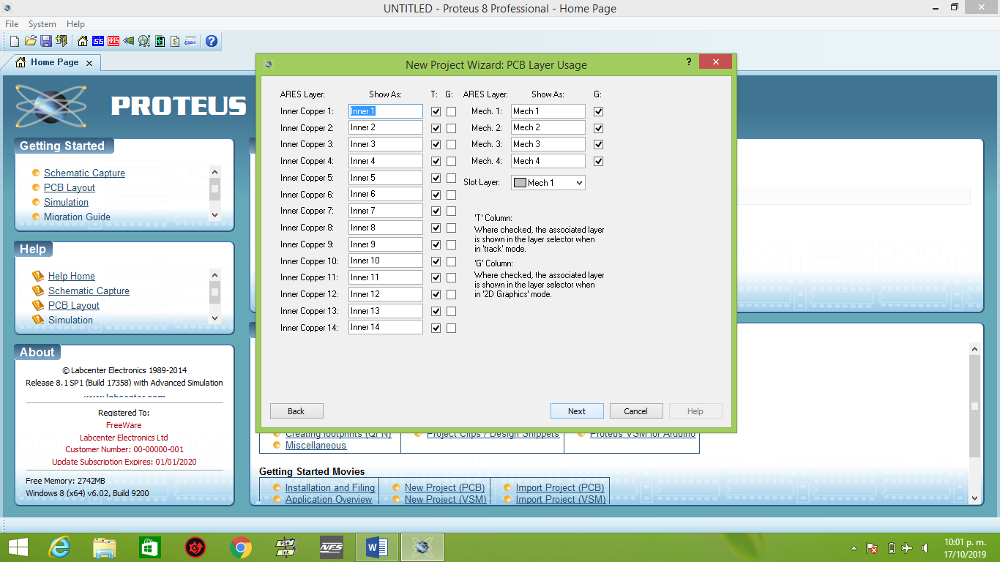 UNTITLED - Proteus 8 Professional - Home Page
File System Help
ISIS ARES
Home Page
PROTEUS
Getting Started
Schematic Capture
PCB Layout
Simulation
Migration Guide
Help
Help Home
Schematic Capture
PCB Layout
Simulation
About
© Labcenter Electronics 1989-2014
Release 8.1 SP1 (Build 17358) with Advanced Simulation
www.labcenter.com
Registered To:
FreeWare
Labcenter Electronics Ltd
Customer Number: 00-00000-001
Update Subscription Expires: 01/01/2020
Free Memory: 2742MB
Windows 8 (x64) v6.02, Build 9200
New Project Wizard: PCB Layer Usage
ARES Layer: Show As: T: G: ARES Layer: Show As: G:
Inner Copper 1: Inner 1 Mech. 1: Mech 1
Inner Copper 2: Inner 2 Mech. 2: Mech 2
Inner Copper 3: Inner 3 Mech. 3: Mech 3
Inner Copper 4: Inner 4 Mech. 4: Mech 4
Inner Copper 5: Inner 5 Slot Layer: Mech 1
Inner Copper 6: Inner 6
Inner Copper 7: Inner 7
Inner Copper 8: Inner 8
Inner Copper 9: Inner 9
Inner Copper 10: Inner 10
Inner Copper 11: Inner 11
Inner Copper 12: Inner 12
Inner Copper 13: Inner 13
Inner Copper 14: Inner 14
'T' Column:
Where checked, the associated layer
is shown in the layer selector when
in 'track' mode.
'G' Column:
Where checked, the associated layer
is shown in the layer selector when
in '2D Graphics' mode.
Back Next Cancel Help
Creating footprints (QFN) Project Clips / Design Snippets Proteus VSM for Arduino
Miscellaneous
Getting Started Movies
Installation and Filing New Project (PCB) Import Project (PCB)
Application Overview New Project (VSM) Import Project (VSM)
PSe
Int
NFS
10:01 p. m.
17/10/2019